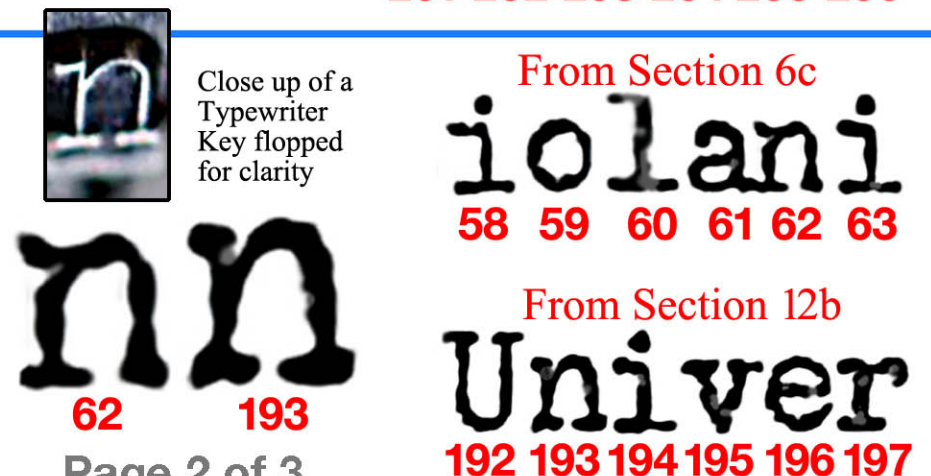 n
Close up of a
Typewriter
Key flopped
for clarity
From Section 6c
iolani
58 59 60 61 62 63
nn
62 193
From Section 12b
Univer
192 193 194 195 196 197
Page 2 of 3